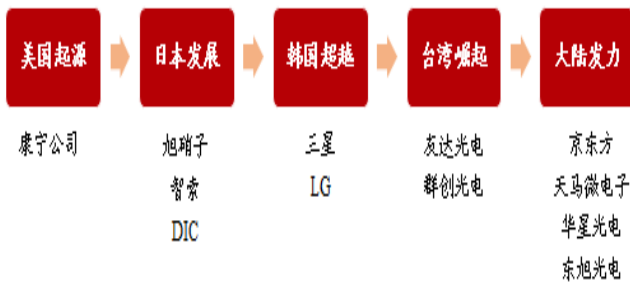 美国起源
日本发展
韩国超越
台湾崛起
大陆发力
康宁公司
旭硝子
智索
DIC
三星
LG
友达光电
群创光电
京东方
天马微电子
华星光电
东旭光电